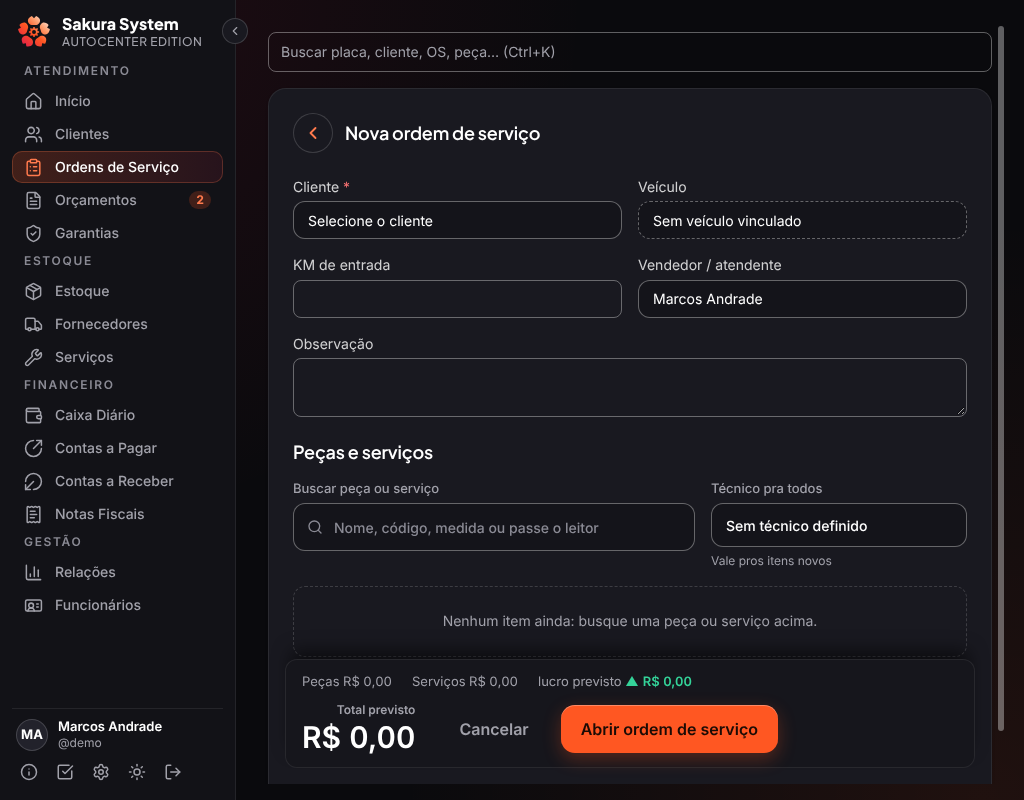 Sakura System
AUTOCENTER EDITION
ATENDIMENTO
Início
Clientes
Ordens de Serviço
Orçamentos 2
Garantias
ESTOQUE
Estoque
Fornecedores
Serviços
FINANCEIRO
Caixa Diário
Contas a Pagar
Contas a Receber
Notas Fiscais
GESTÃO
Relações
Funcionários
MA
Marcos Andrade
@demo
Buscar placa, cliente, OS, peça... (Ctrl+K)
Nova ordem de serviço
Cliente * Veículo
Selecione o cliente Sem veículo vinculado
KM de entrada Vendedor / atendente
Marcos Andrade
Observação
Peças e serviços
Buscar peça ou serviço Técnico pra todos
Nome, código, medida ou passe o leitor Sem técnico definido
Vale pros itens novos
Nenhum item ainda: busque uma peça ou serviço acima.
Peças R$ 0,00 Serviços R$ 0,00 lucro previsto ▲ R$ 0,00
Total previsto
R$ 0,00 Cancelar Abrir ordem de serviço